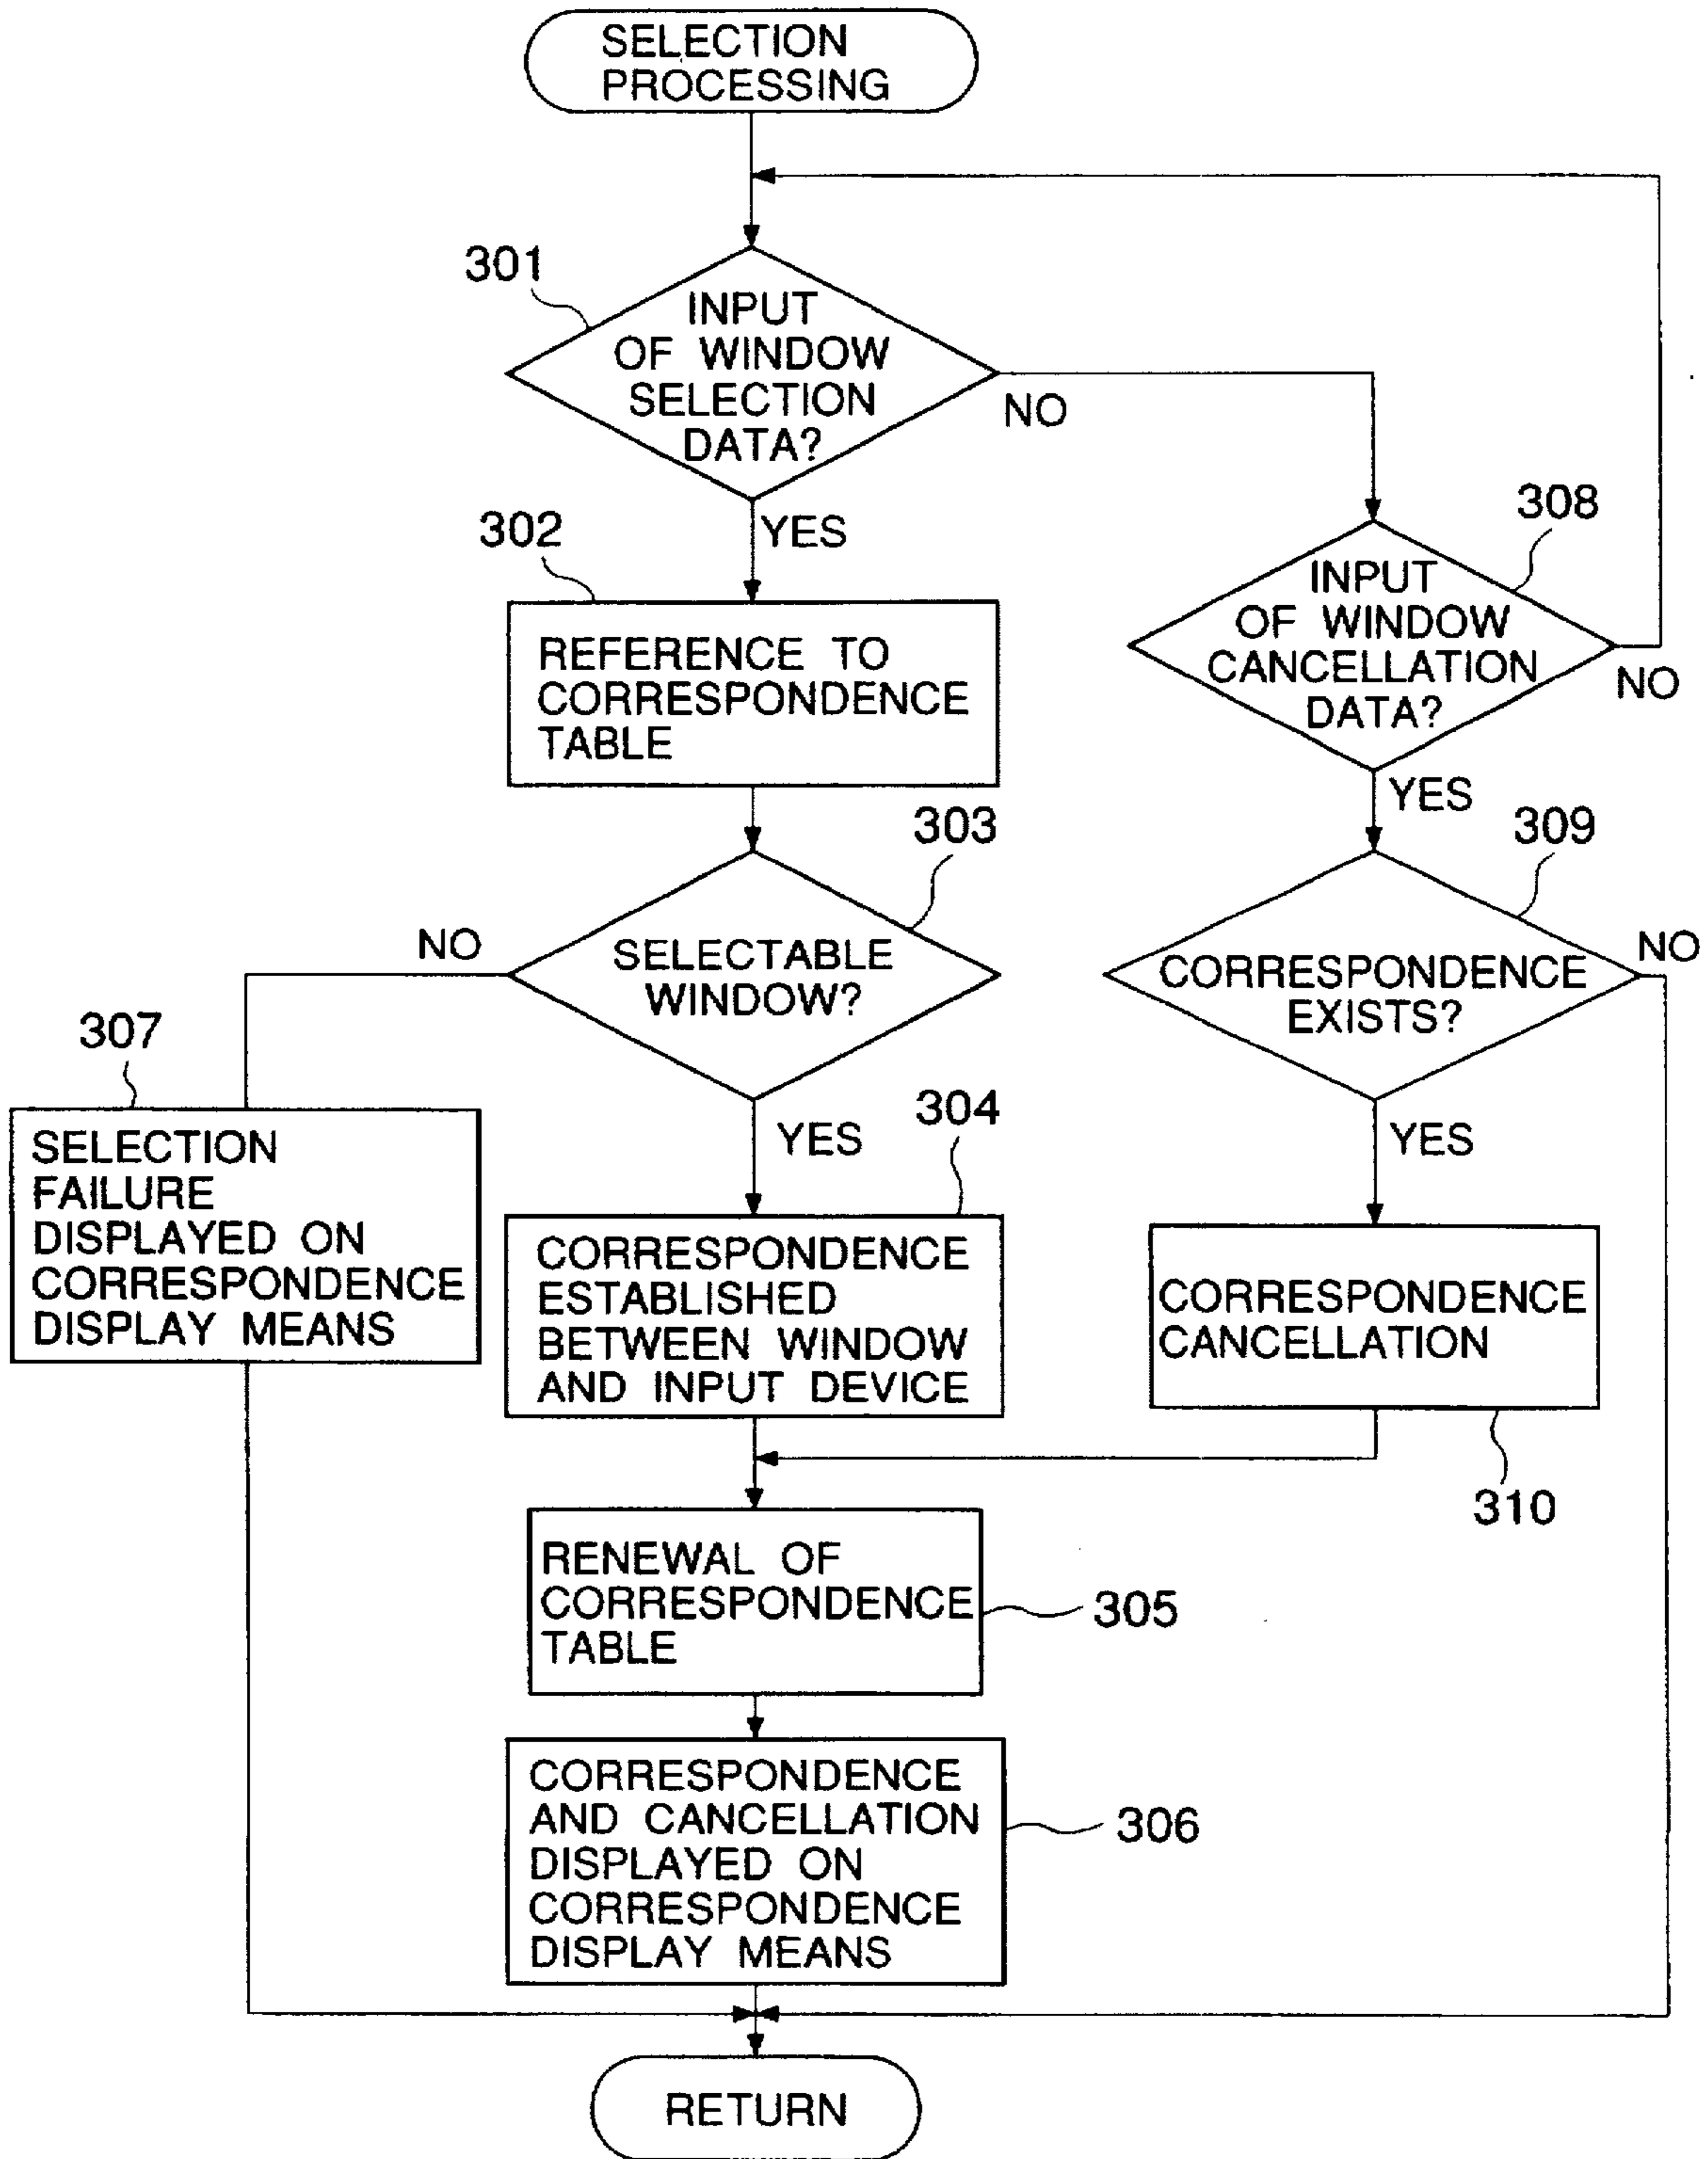 SELECTION
PROCESSING
301
INPUT
OF WINDOW
SELECTION
DATA?
NO
YES
302
REFERENCE TO
CORRESPONDENCE
TABLE
308
INPUT
OF WINDOW
CANCELLATION
DATA?
NO
YES
303
SELECTABLE
WINDOW?
NO
YES
309
CORRESPONDENCE
EXISTS?
NO
YES
307
SELECTION
FAILURE
DISPLAYED ON
CORRESPONDENCE
DISPLAY MEANS
304
CORRESPONDENCE
ESTABLISHED
BETWEEN WINDOW
AND INPUT DEVICE
CORRESPONDENCE
CANCELLATION
310
RENEWAL OF
CORRESPONDENCE
TABLE
305
CORRESPONDENCE
AND CANCELLATION
DISPLAYED ON
CORRESPONDENCE
DISPLAY MEANS
306
RETURN